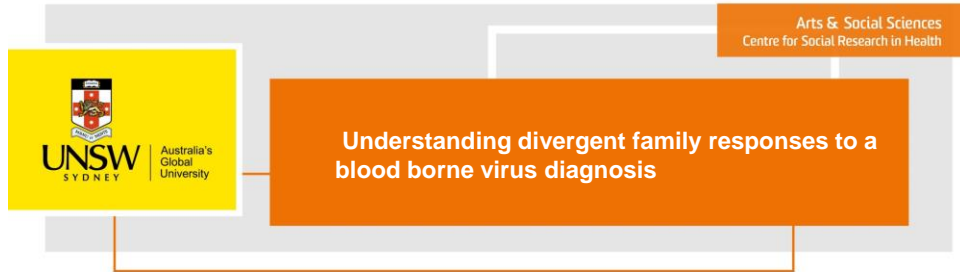 Arts & Social Sciences
Centre for Social Research in Health
UNSW
SYDNEY
Australia's
Global
University
Understanding divergent family responses to a
blood borne virus diagnosis